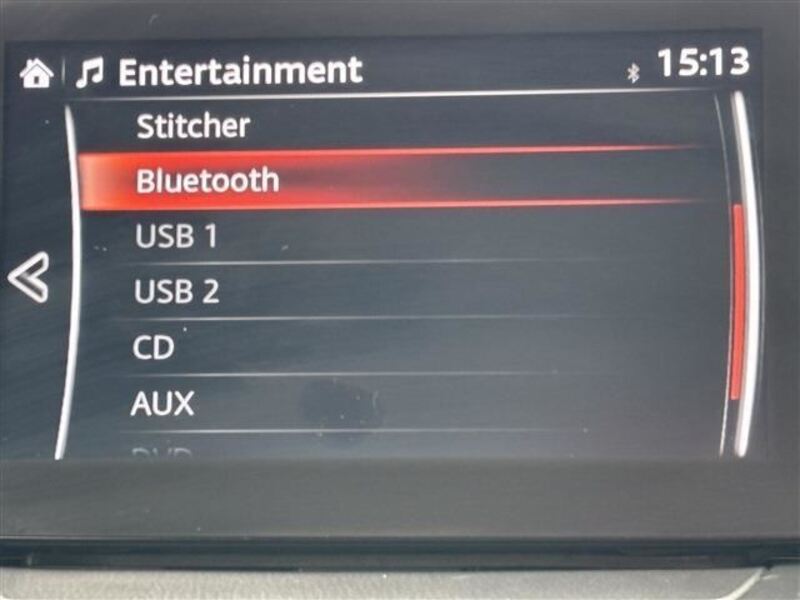 Entertainment 15:13
Stitcher
Bluetooth
USB 1
USB 2
CD
AUX